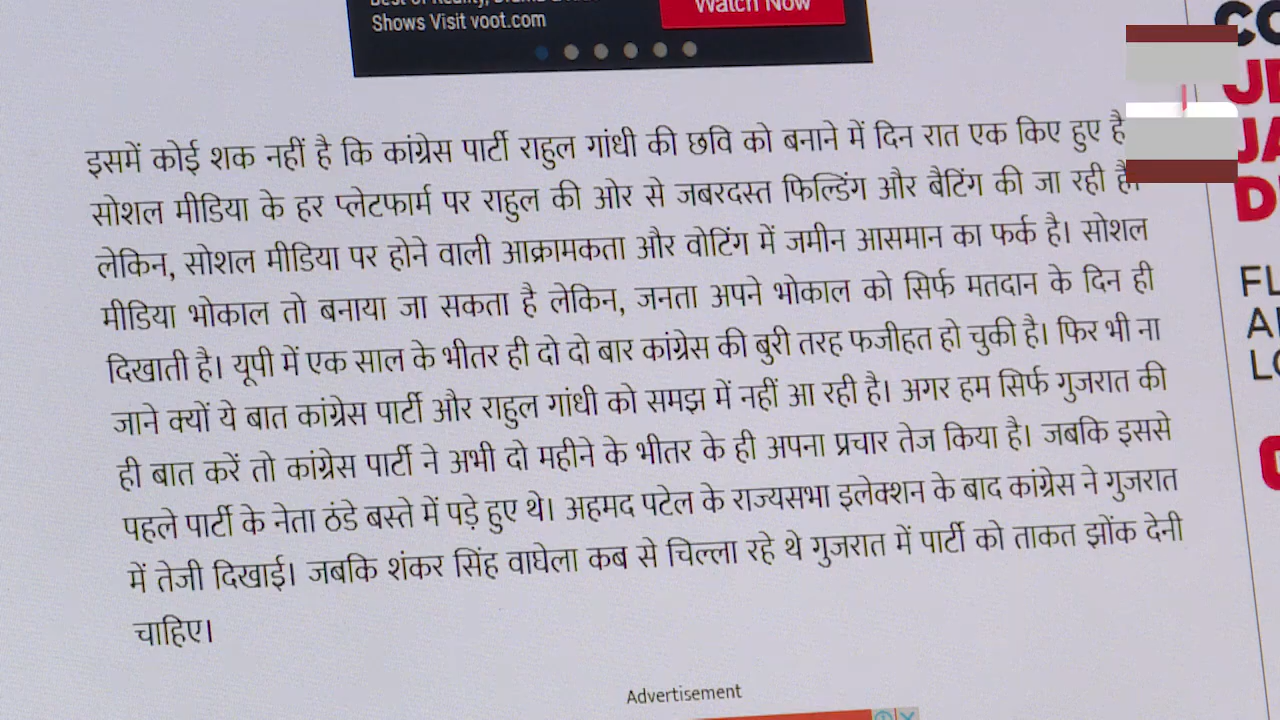 Shows Visit voot.com
Watch Now
इसमें कोई शक नहीं है कि कांग्रेस पार्टी राहुल गांधी की छवि को बनाने में दिन रात एक किए हुए है
सोशल मीडिया के हर प्लेटफार्म पर राहुल की ओर से जबरदस्त फिल्डिंग और बैटिंग की जा रही है।
लेकिन, सोशल मीडिया पर होने वाली आक्रामकता और वोटिंग में जमीन आसमान का फर्क है। सोशल
मीडिया भोकाल तो बनाया जा सकता है लेकिन, जनता अपने भोकाल को सिर्फ मतदान के दिन ही
दिखाती है। यूपी में एक साल के भीतर ही दो दो बार कांग्रेस की बुरी तरह फजीहत हो चुकी है। फिर भी ना
जाने क्यों ये बात कांग्रेस पार्टी और राहुल गांधी को समझ में नहीं आ रही है। अगर हम सिर्फ गुजरात की
ही बात करें तो कांग्रेस पार्टी ने अभी दो महीने के भीतर के ही अपना प्रचार तेज किया है। जबकि इससे
पहले पार्टी के नेता ठंडे बस्ते में पड़े हुए थे। अहमद पटेल के राज्यसभा इलेक्शन के बाद कांग्रेस ने गुजरात
में तेजी दिखाई। जबकि शंकर सिंह वाघेला कब से चिल्ला रहे थे गुजरात में पार्टी को ताकत झोंक देनी
चाहिए।
Advertisement